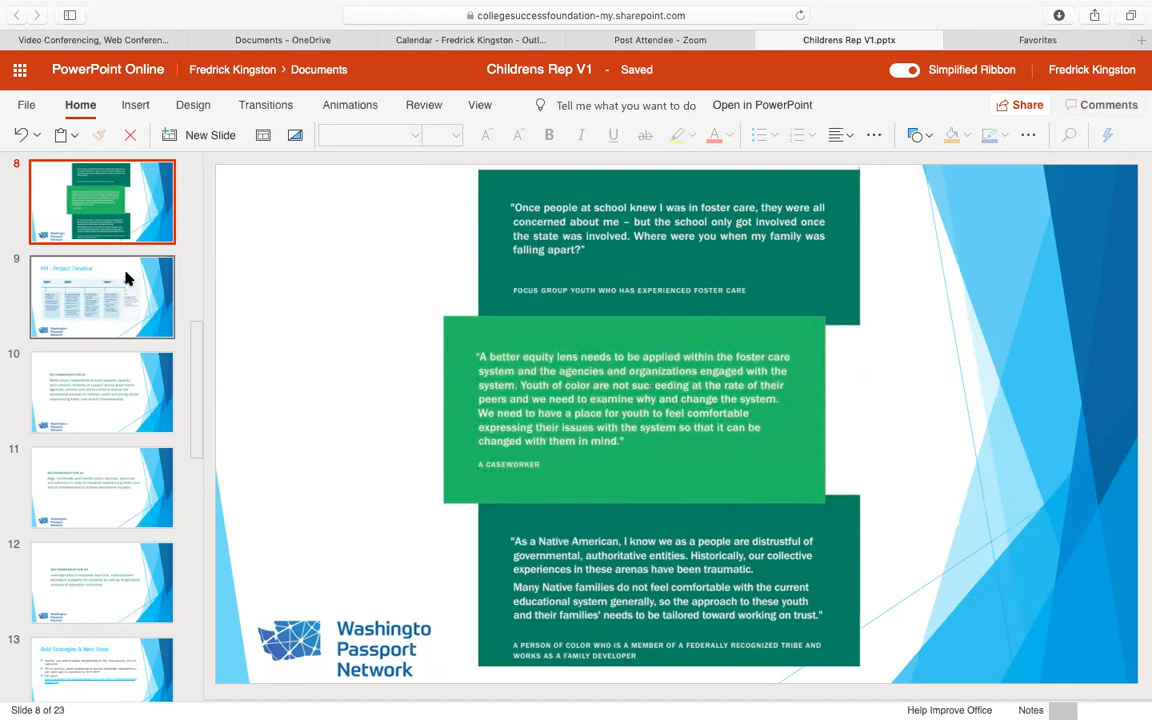 collegesuccessfoundation-my.sharepoint.com
Video Conferencing, Web Conferen...
Documents - OneDrive
Calendar - Fredrick Kingston - Outl...
Post Attendee - Zoom
Childrens Rep V1.pptx
Favorites
PowerPoint Online
Fredrick Kingston > Documents
Childrens Rep V1 - Saved
Simplified Ribbon
Fredrick Kingston
File Home Insert Design Transitions Animations Review View
Tell me what you want to do
Open in PowerPoint
Share
Comments
New Slide
8
9
PEI - Project Timeline
10
11
12
13
Bold Strategies & Next Steps
"Once people at school knew I was in foster care, they were all
concerned about me – but the school only got involved once
the state was involved. Where were you when my family was
falling apart?"
FOCUS GROUP YOUTH WHO HAS EXPERIENCED FOSTER CARE
"A better equity lens needs to be applied within the foster care
system and the agencies and organizations engaged with the
system. Youth of color are not suc eeding at the rate of their
peers and we need to examine why and change the system.
We need to have a place for youth to feel comfortable
expressing their issues with the system so that it can be
changed with them in mind."
A CASEWORKER
"As a Native American, I know we as a people are distrustful of
governmental, authoritative entities. Historically, our collective
experiences in these arenas have been traumatic.
Many Native families do not feel comfortable with the current
educational system generally, so the approach to these youth
and their families' needs to be tailored toward working on trust."
A PERSON OF COLOR WHO IS A MEMBER OF A FEDERALLY RECOGNIZED TRIBE AND
WORKS AS A FAMILY DEVELOPER
Washingto
Passport
Network
Slide 8 of 23
Help Improve Office
Notes